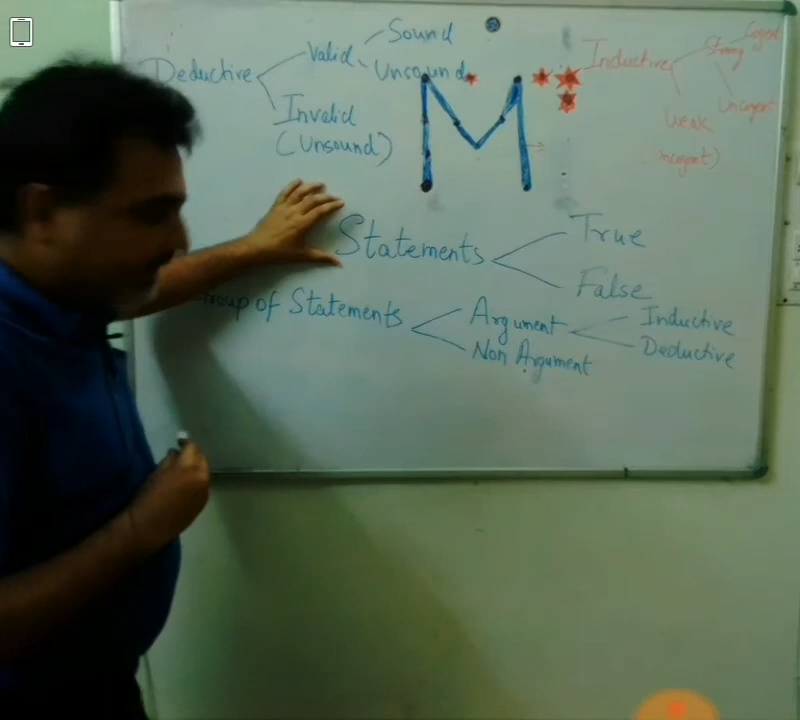 Deductive
Valid
Sound
Unsound
Invalid
(Unsound)
M
Inductive
Strong
Cogent
Uncogent
Weak
Statements
True
False
Group of Statements
Argument
Inductive
Deductive
Non Argument